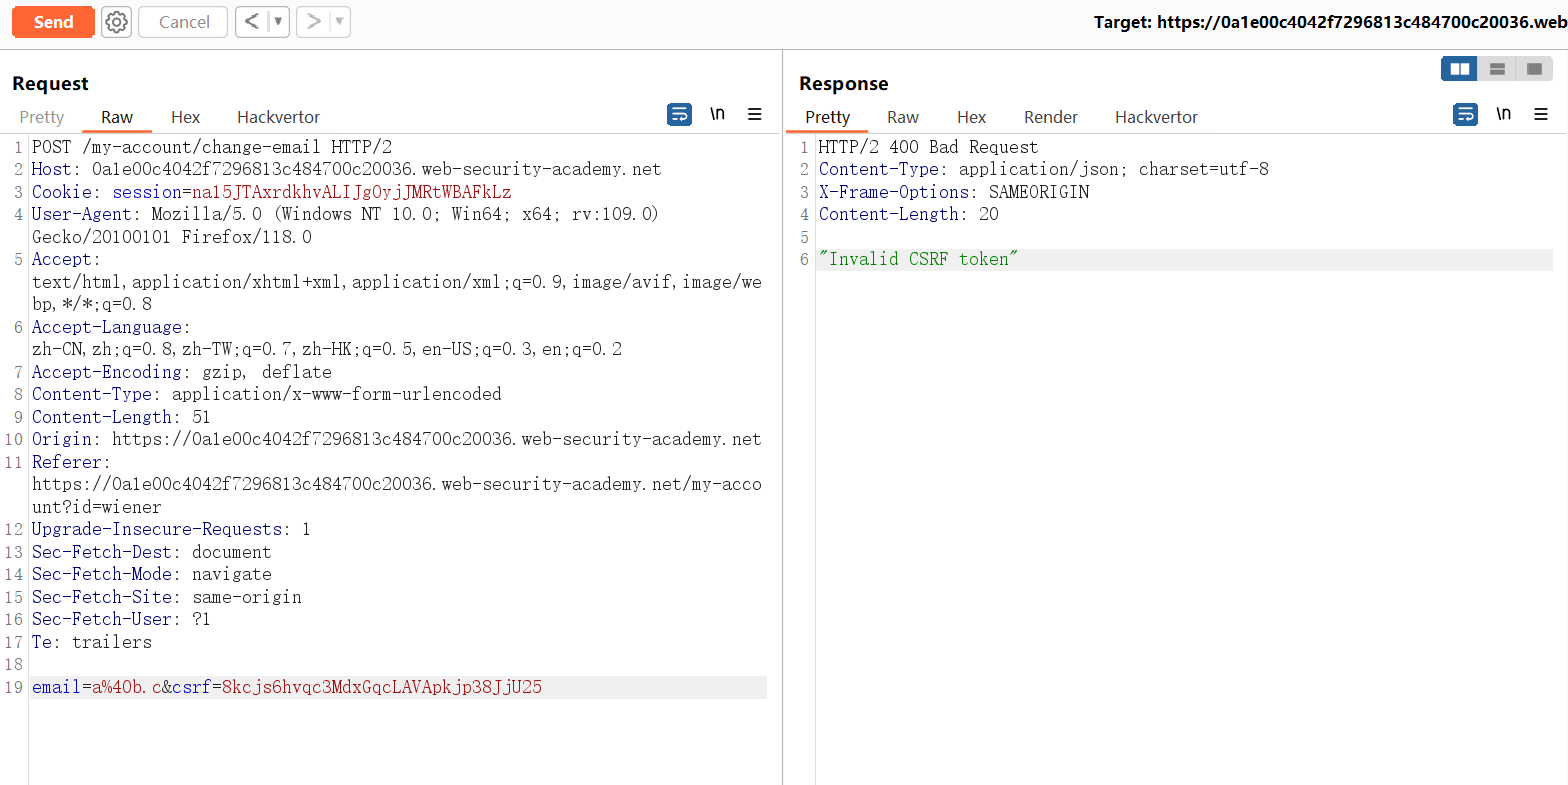 Send Cancel < > Target: https://0a1e00c4042f7296813c484700c20036.web
Request
Pretty Raw Hex Hackvertor \n
1 POST /my-account/change-email HTTP/2
2 Host: 0a1e00c4042f7296813c484700c20036.web-security-academy.net
3 Cookie: session=na15JTAxrdkhvALIJgOyjJMRtWBAFkLz
4 User-Agent: Mozilla/5.0 (Windows NT 10.0; Win64; x64; rv:109.0)
Gecko/20100101 Firefox/118.0
5 Accept:
text/html,application/xhtml+xml,application/xml;q=0.9,image/avif,image/we
bp,*/*;q=0.8
6 Accept-Language:
zh-CN,zh;q=0.8,zh-TW;q=0.7,zh-HK;q=0.5,en-US;q=0.3,en;q=0.2
7 Accept-Encoding: gzip, deflate
8 Content-Type: application/x-www-form-urlencoded
9 Content-Length: 51
10 Origin: https://0a1e00c4042f7296813c484700c20036.web-security-academy.net
11 Referer:
https://0a1e00c4042f7296813c484700c20036.web-security-academy.net/my-acco
unt?id=wiener
12 Upgrade-Insecure-Requests: 1
13 Sec-Fetch-Dest: document
14 Sec-Fetch-Mode: navigate
15 Sec-Fetch-Site: same-origin
16 Sec-Fetch-User: ?1
17 Te: trailers
18
19 email=a%40b.c&csrf=8kcjs6hvqc3MdxGqcLAVApkjp38JjU25
Response
Pretty Raw Hex Render Hackvertor \n
1 HTTP/2 400 Bad Request
2 Content-Type: application/json; charset=utf-8
3 X-Frame-Options: SAMEORIGIN
4 Content-Length: 20
5
6 "Invalid CSRF token"